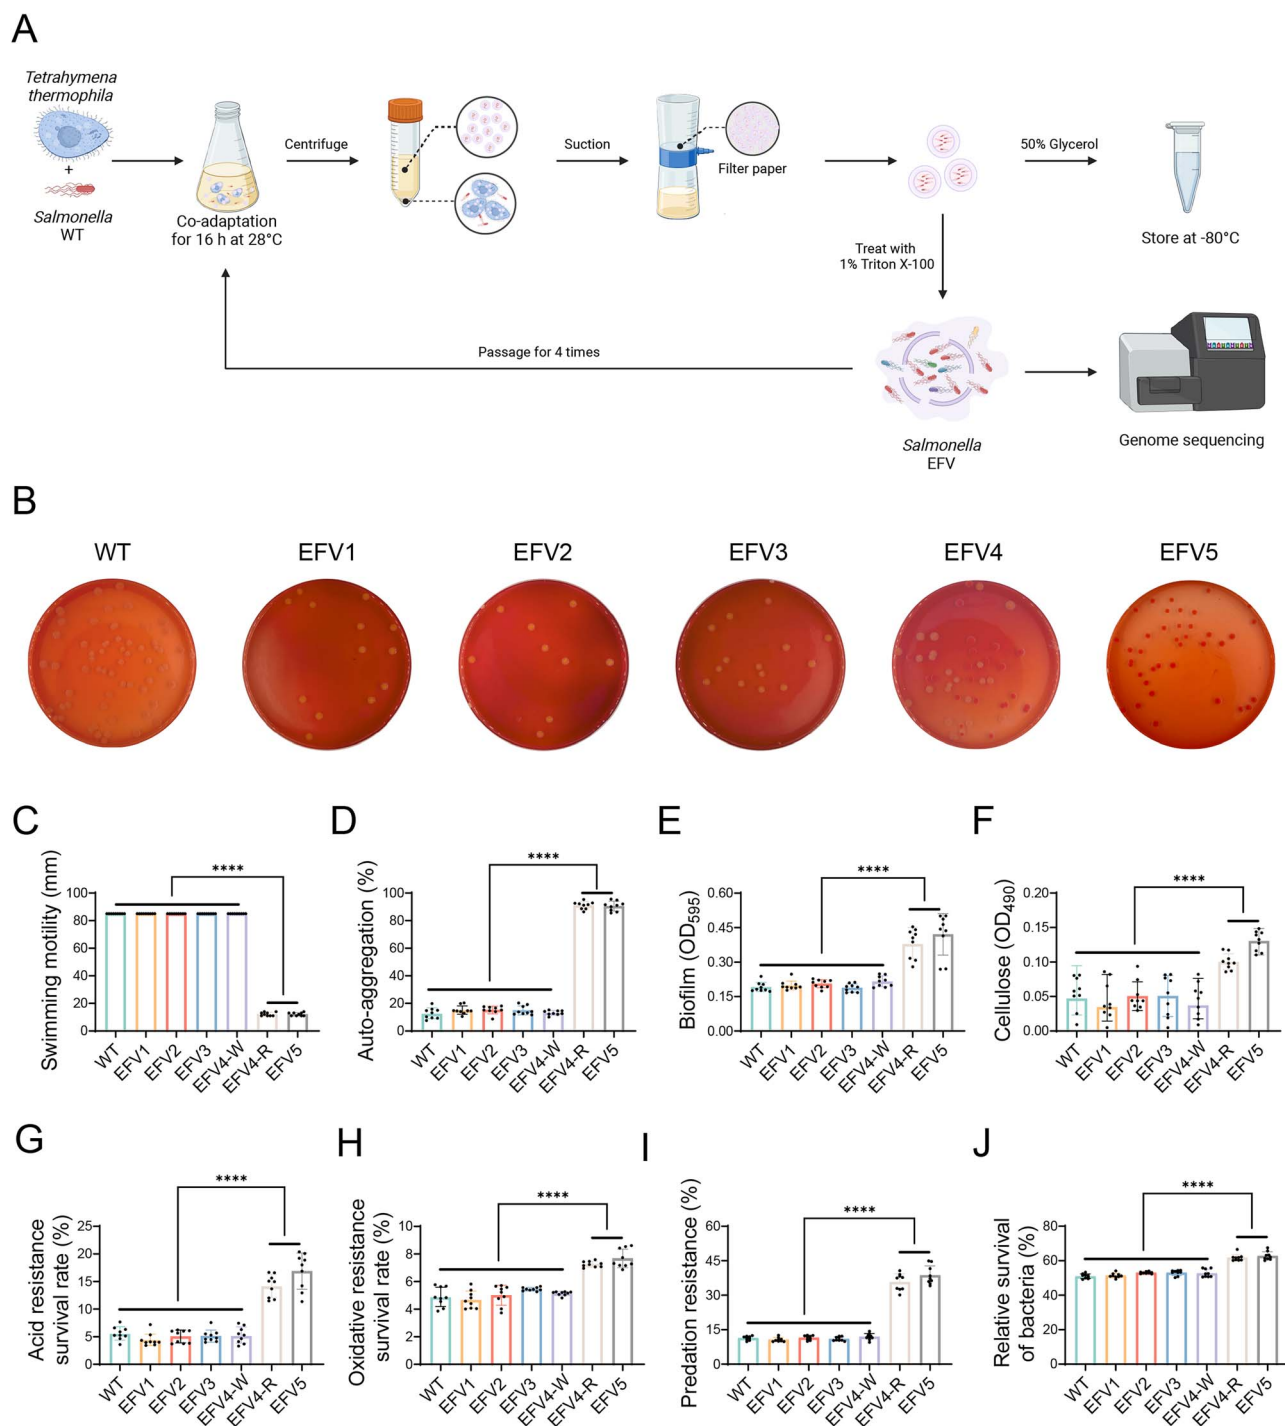 A
Tetrahymena
thermophila
+
Salmonella
WT
Co-adaptation
for 16 h at 28°C
Centrifuge
Suction
Filter paper
50% Glycerol
Store at -80°C
Treat with
1% Triton X-100
Passage for 4 times
Salmonella
EFV
Genome sequencing
B
WT
EFV1
EFV2
EFV3
EFV4
EFV5
C
Swimming motility (mm)
100
80
60
40
20
0
****
WT
EFV1
EFV2
EFV3
EFV4-W
EFV4-R
EFV5
D
Auto-aggregation (%)
100
80
60
40
20
0
****
WT
EFV1
EFV2
EFV3
EFV4-W
EFV4-R
EFV5
E
Biofilm (OD595)
0.60
0.45
0.30
0.15
0.00
****
WT
EFV1
EFV2
EFV3
EFV4-W
EFV4-R
EFV5
F
Cellulose (OD490)
0.20
0.15
0.10
0.05
0.00
****
WT
EFV1
EFV2
EFV3
EFV4-W
EFV4-R
EFV5
G
Acid resistance
survival rate (%)
25
20
15
10
5
0
****
WT
EFV1
EFV2
EFV3
EFV4-W
EFV4-R
EFV5
H
Oxidative resistance
survival rate (%)
10
8
6
4
2
0
****
WT
EFV1
EFV2
EFV3
EFV4-W
EFV4-R
EFV5
I
Predation resistance (%)
60
45
30
15
0
****
WT
EFV1
EFV2
EFV3
EFV4-W
EFV4-R
EFV5
J
Relative survival
of bacteria (%)
80
60
40
20
0
****
WT
EFV1
EFV2
EFV3
EFV4-W
EFV4-R
EFV5